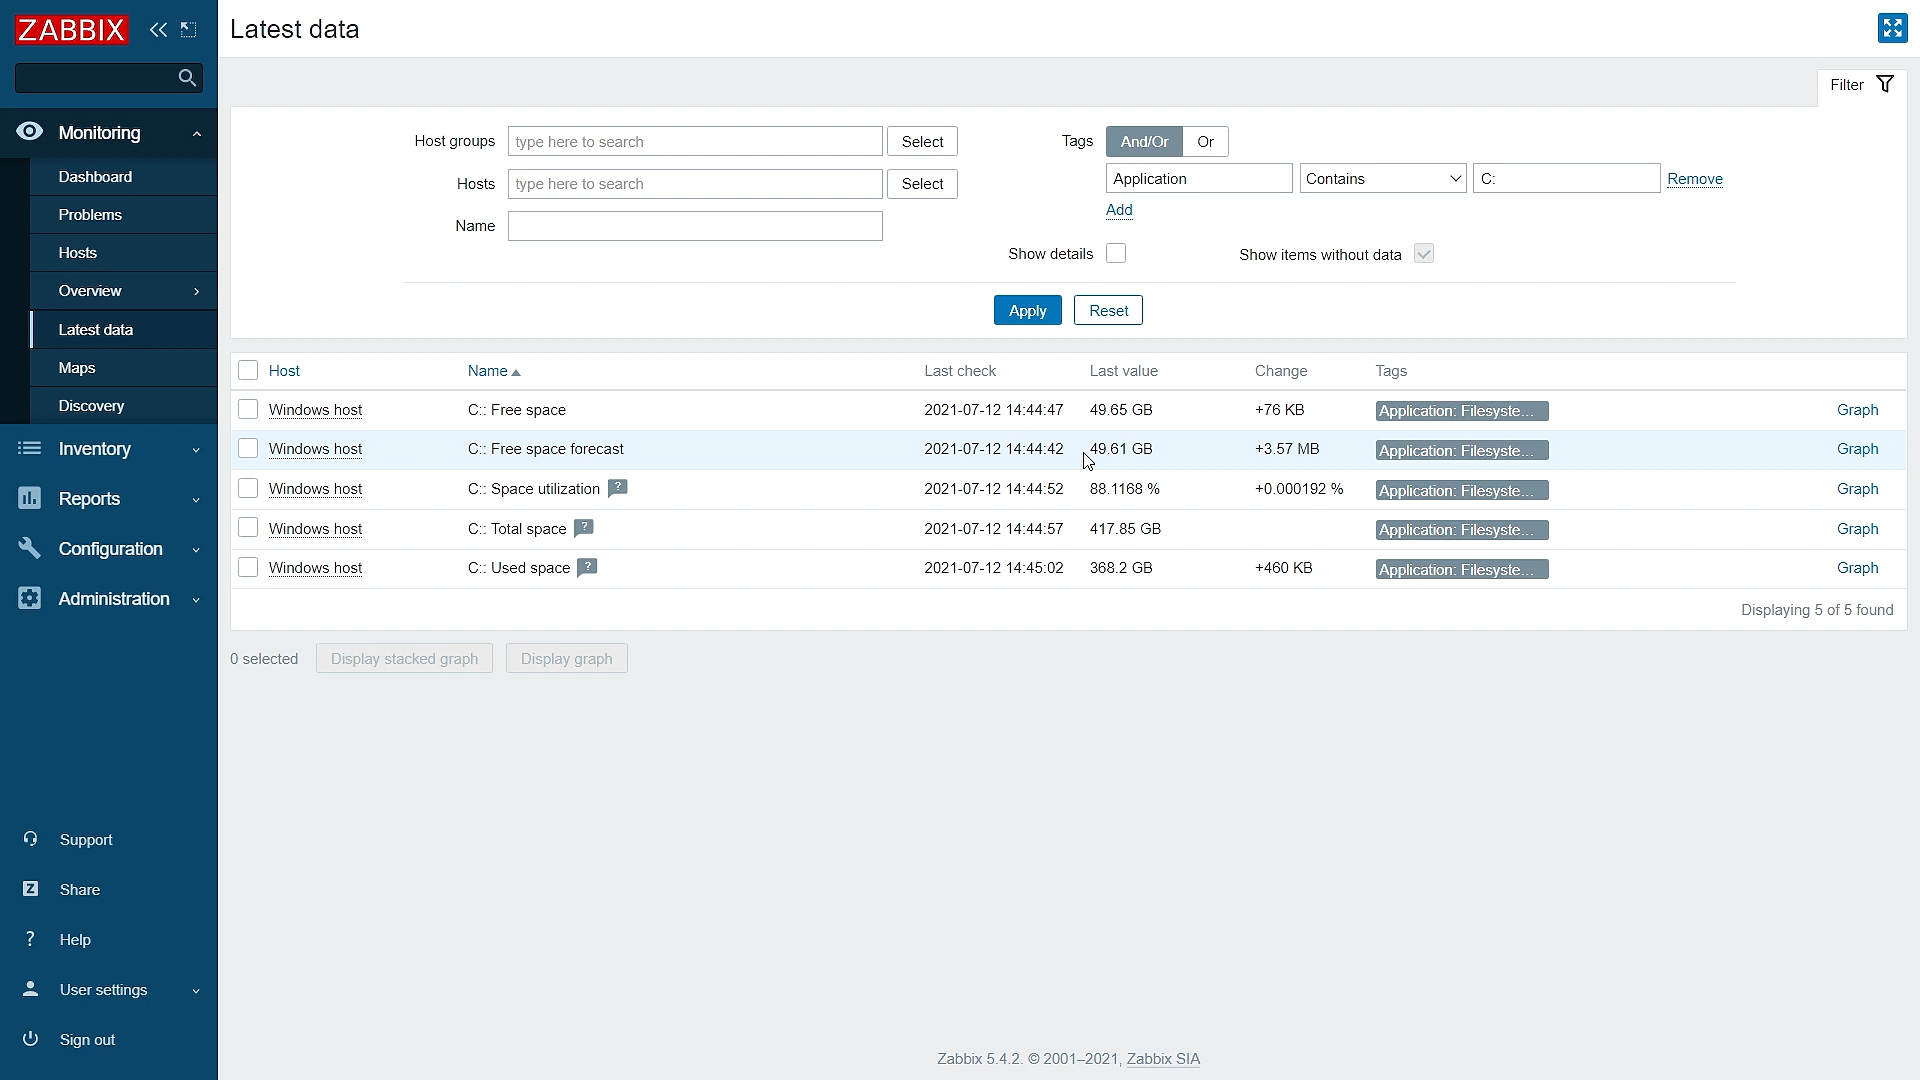 ZABBIX
Latest data
Filter
Monitoring
Dashboard
Problems
Hosts
Overview
Latest data
Maps
Discovery
Inventory
Reports
Configuration
Administration
Support
Z Share
? Help
User settings
Sign out
Host groups type here to search Select
Hosts type here to search Select
Name
Tags And/Or Or
Application Contains C: Remove
Add
Show details Show items without data
Apply Reset
Host Name Last check Last value Change Tags
Windows host C:: Free space 2021-07-12 14:44:47 49.65 GB +76 KB Application: Filesyste... Graph
Windows host C:: Free space forecast 2021-07-12 14:44:42 49.61 GB +3.57 MB Application: Filesyste... Graph
Windows host C:: Space utilization ? 2021-07-12 14:44:52 88.1168 % +0.000192 % Application: Filesyste... Graph
Windows host C:: Total space ? 2021-07-12 14:44:57 417.85 GB Application: Filesyste... Graph
Windows host C:: Used space ? 2021-07-12 14:45:02 368.2 GB +460 KB Application: Filesyste... Graph
Displaying 5 of 5 found
0 selected Display stacked graph Display graph
Zabbix 5.4.2. © 2001–2021, Zabbix SIA